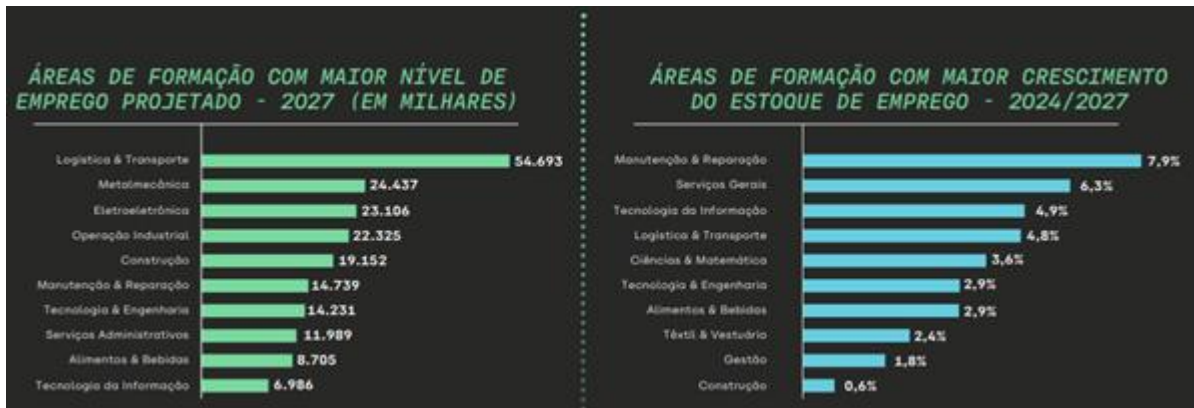 ÁREAS DE FORMAÇÃO COM MAIOR NÍVEL DE
EMPREGO PROJETADO - 2027 (EM MILHARES)
Logística & Transporte 54.693
Metalmecânica 24.437
Eletroeletrônica 23.106
Operação Industrial 22.325
Construção 19.152
Manutenção & Reparação 14.739
Tecnologia & Engenharia 14.231
Serviços Administrativos 11.989
Alimentos & Bebidas 8.705
Tecnologia da Informação 6.986
ÁREAS DE FORMAÇÃO COM MAIOR CRESCIMENTO
DO ESTOQUE DE EMPREGO - 2024/2027
Manutenção & Reparação 7,9%
Serviços Gerais 6,3%
Tecnologia da Informação 4,9%
Logística & Transporte 4,8%
Ciências & Matemática 3,6%
Tecnologia & Engenharia 2,9%
Alimentos & Bebidas 2,9%
Têxtil & Vestuário 2,4%
Gestão 1,8%
Construção 0,6%